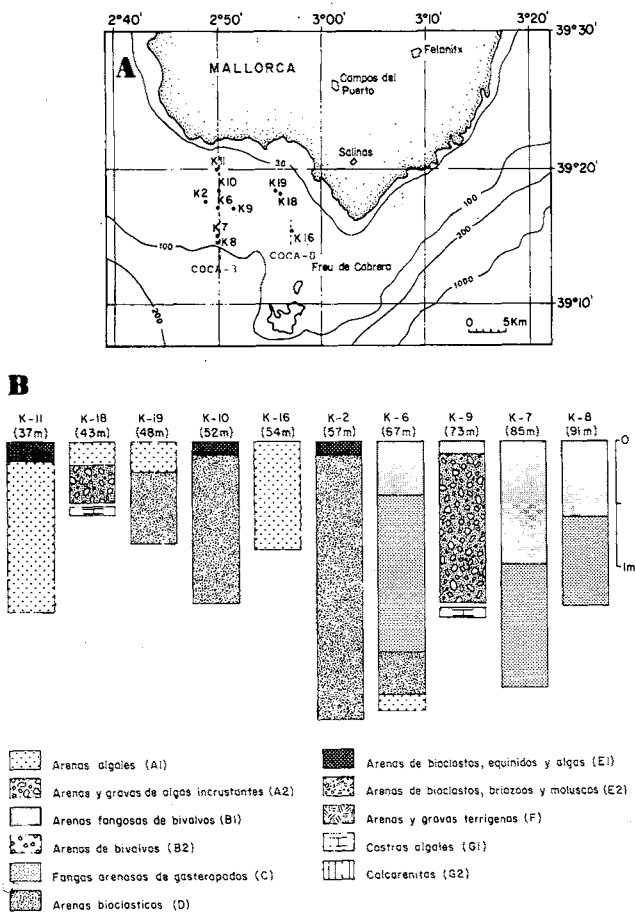 2°40' 2°50' 3°00' 3°10' 3°20'
39°30'
A
MALLORCA
Felanitx
Campos del
Puerto
Salinas
39°20'
K11
30
K10
K19
K2
K6
K18
K9
100
200
K7
K16
K8
100
1000
COCA-3
Freu de Cabrera
200
39°10'
0 5Km
B
K-11 K-18 K-19 K-10 K-16 K-2 K-6 K-9 K-7 K-8
(37m) (43m) (48m) (52m) (54m) (57m) (67m) (73m) (85m) (91m)
0
1m
Arenas algales (A1)
Arenas y gravas de algas incrustantes (A2)
Arenas fangosas de bivalvos (B1)
Arenas de bivalvos (B2)
Fangos arenosos de gasteropodos (C)
Arenas bioclasticas (D)
Arenas de bioclastos, equinidos y algas (E1)
Arenas de bioclastos, briozoos y moluscos (E2)
Arenas y gravas terrigenas (F)
Costras algales (G1)
Calcarenitas (G2)